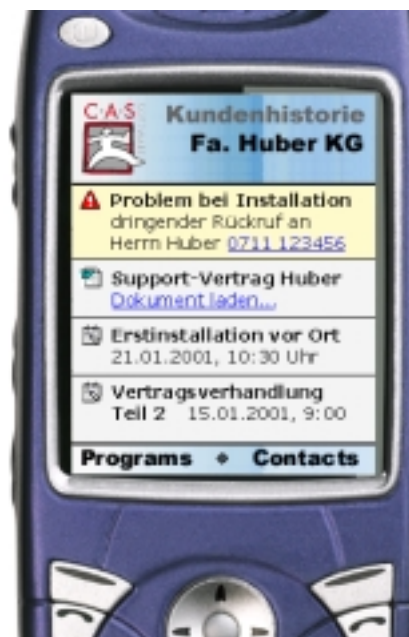 C·A·S
Kundenhistorie
Fa. Huber KG
Problem bei Installation
dringender Rückruf an
Herrn Huber 0711 123456
Support-Vertrag Huber
Dokument laden...
Erstinstallation vor Ort
21.01.2001, 10:30 Uhr
Vertragsverhandlung
Teil 2 15.01.2001, 9:00
Programs Contacts